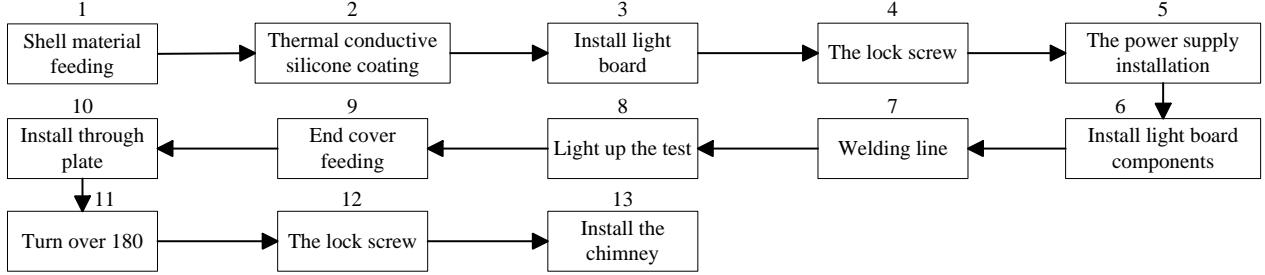 1
Shell material
feeding
2
Thermal conductive
silicone coating
3
Install light
board
4
The lock screw
5
The power supply
installation
6
Install light board
components
7
Welding line
8
Light up the test
9
End cover
feeding
10
Install through
plate
11
Turn over 180
12
The lock screw
13
Install the
chimney